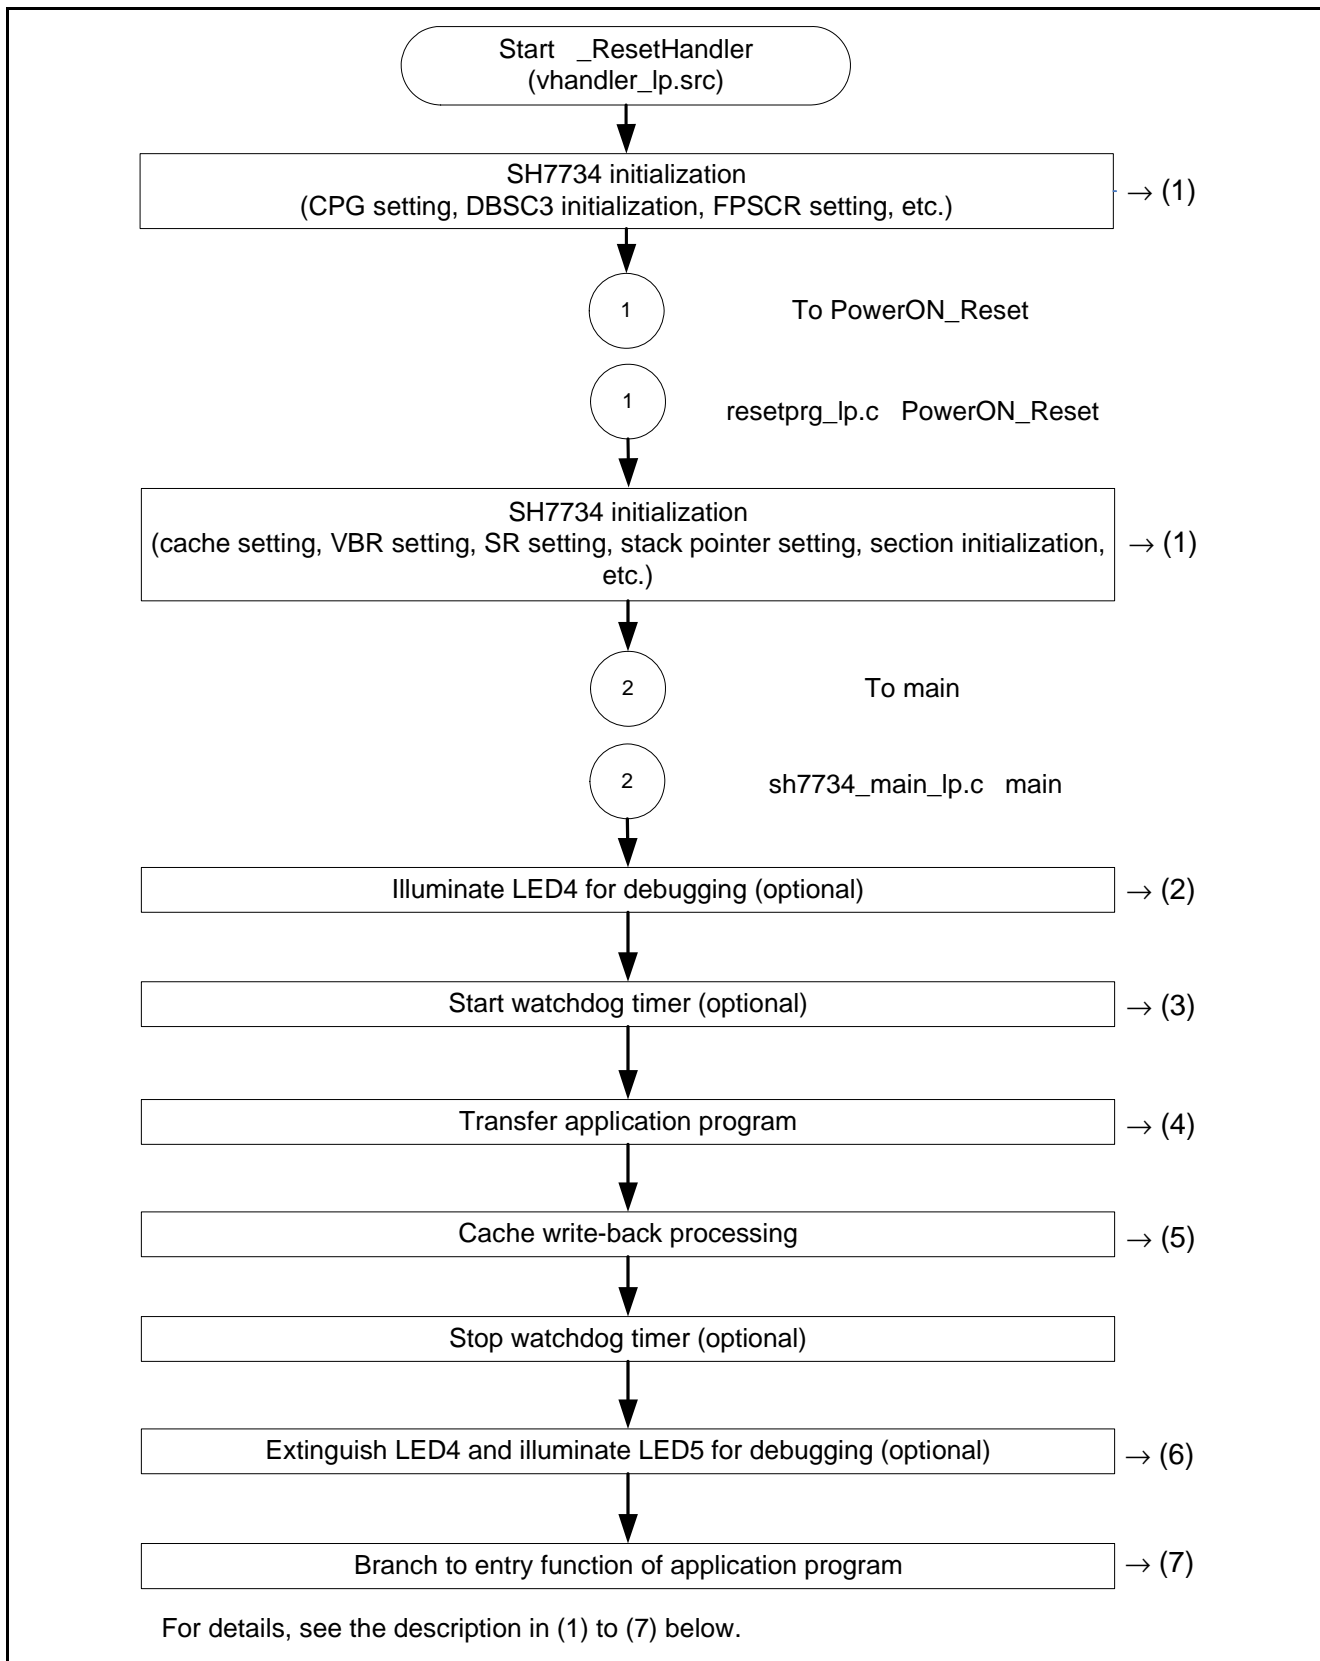 Start _ResetHandler
(vhandler_lp.src)
SH7734 initialization
(CPG setting, DBSC3 initialization, FPSCR setting, etc.)
→ (1)
1
To PowerON_Reset
1
resetprg_lp.c PowerON_Reset
SH7734 initialization
(cache setting, VBR setting, SR setting, stack pointer setting, section initialization,
etc.)
→ (1)
2
To main
2
sh7734_main_lp.c main
Illuminate LED4 for debugging (optional)
→ (2)
Start watchdog timer (optional)
→ (3)
Transfer application program
→ (4)
Cache write-back processing
→ (5)
Stop watchdog timer (optional)
Extinguish LED4 and illuminate LED5 for debugging (optional)
→ (6)
Branch to entry function of application program
→ (7)
For details, see the description in (1) to (7) below.